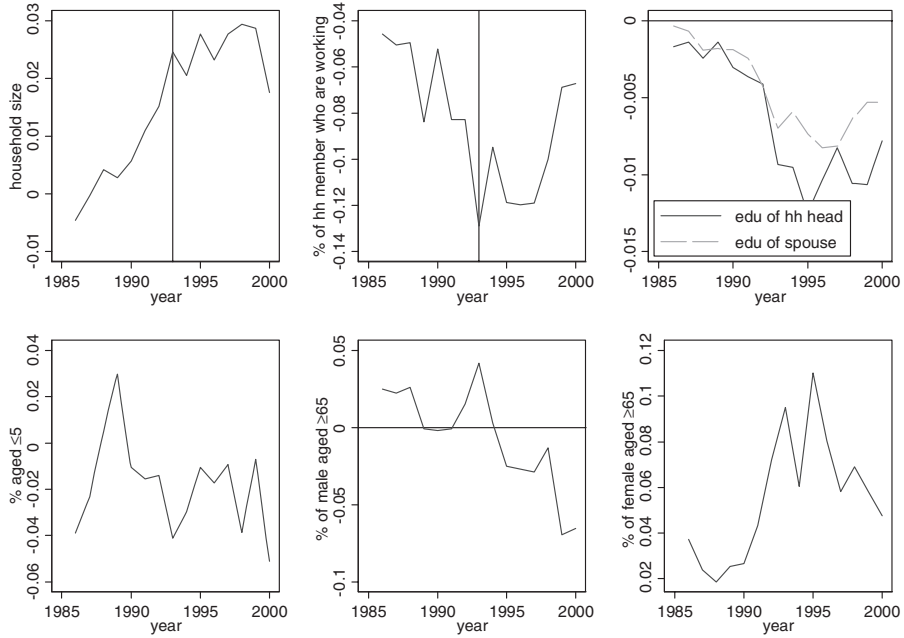 household size
0.03
0.02
0.01
0
-0.01
1985 1990 1995 2000
year
% of hh member who are working
-0.04
-0.06
-0.08
-0.1
-0.12
-0.14
1985 1990 1995 2000
year
0
-0.005
-0.01
-0.015
edu of hh head
edu of spouse
1985 1990 1995 2000
year
% aged ≤5
0.04
0.02
0
-0.02
-0.04
-0.06
1985 1990 1995 2000
year
% of male aged ≥65
0.05
0
-0.05
-0.1
1985 1990 1995 2000
year
% of female aged ≥65
0.12
0.1
0.08
0.06
0.04
0.02
1985 1990 1995 2000
year